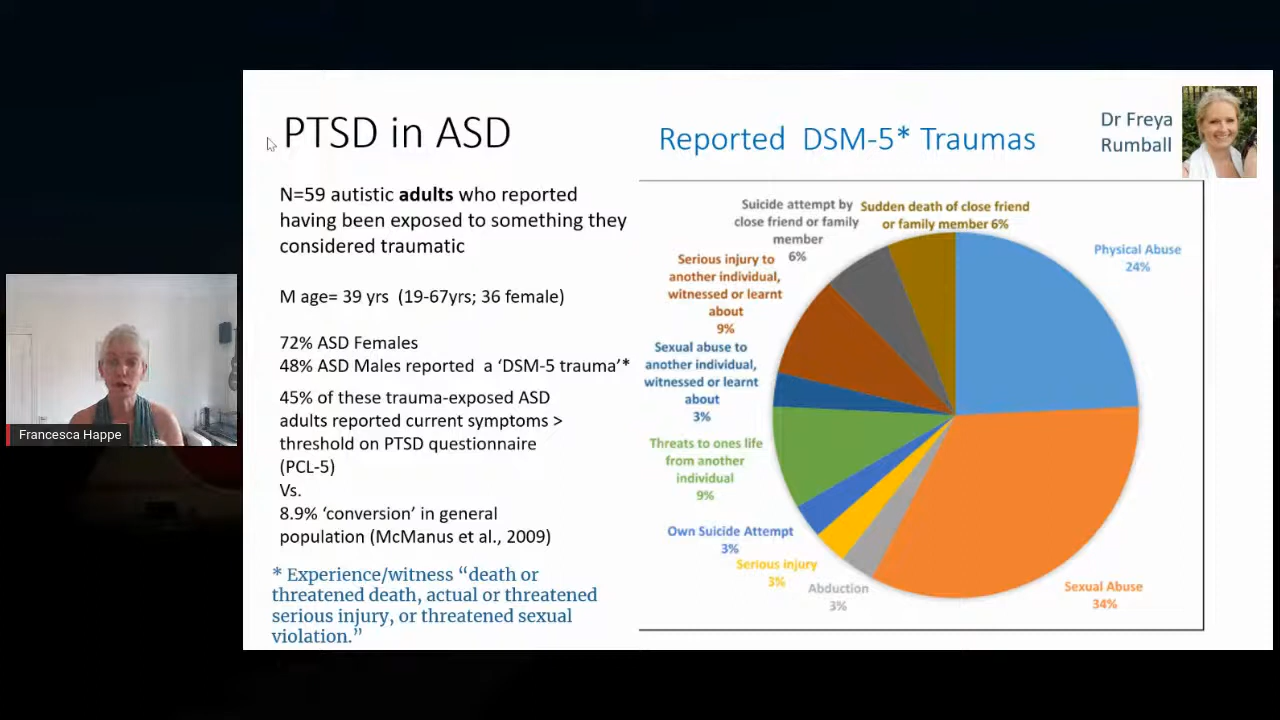 PTSD in ASD
Reported DSM-5* Traumas
Dr Freya
Rumball
N=59 autistic adults who reported
having been exposed to something they
considered traumatic
M age= 39 yrs (19-67yrs; 36 female)
72% ASD Females
48% ASD Males reported a ‘DSM-5 trauma’*
45% of these trauma-exposed ASD
adults reported current symptoms >
threshold on PTSD questionnaire
(PCL-5)
Vs.
8.9% ‘conversion’ in general
population (McManus et al., 2009)
* Experience/witness “death or
threatened death, actual or threatened
serious injury, or threatened sexual
violation.”
Suicide attempt by
close friend or family
member
6%
Sudden death of close friend
or family member 6%
Physical Abuse
24%
Serious injury to
another individual,
witnessed or learnt
about
9%
Sexual abuse to
another individual,
witnessed or learnt
about
3%
Threats to ones life
from another
individual
9%
Own Suicide Attempt
3%
Serious injury
3%
Abduction
3%
Sexual Abuse
34%
Francesca Happe